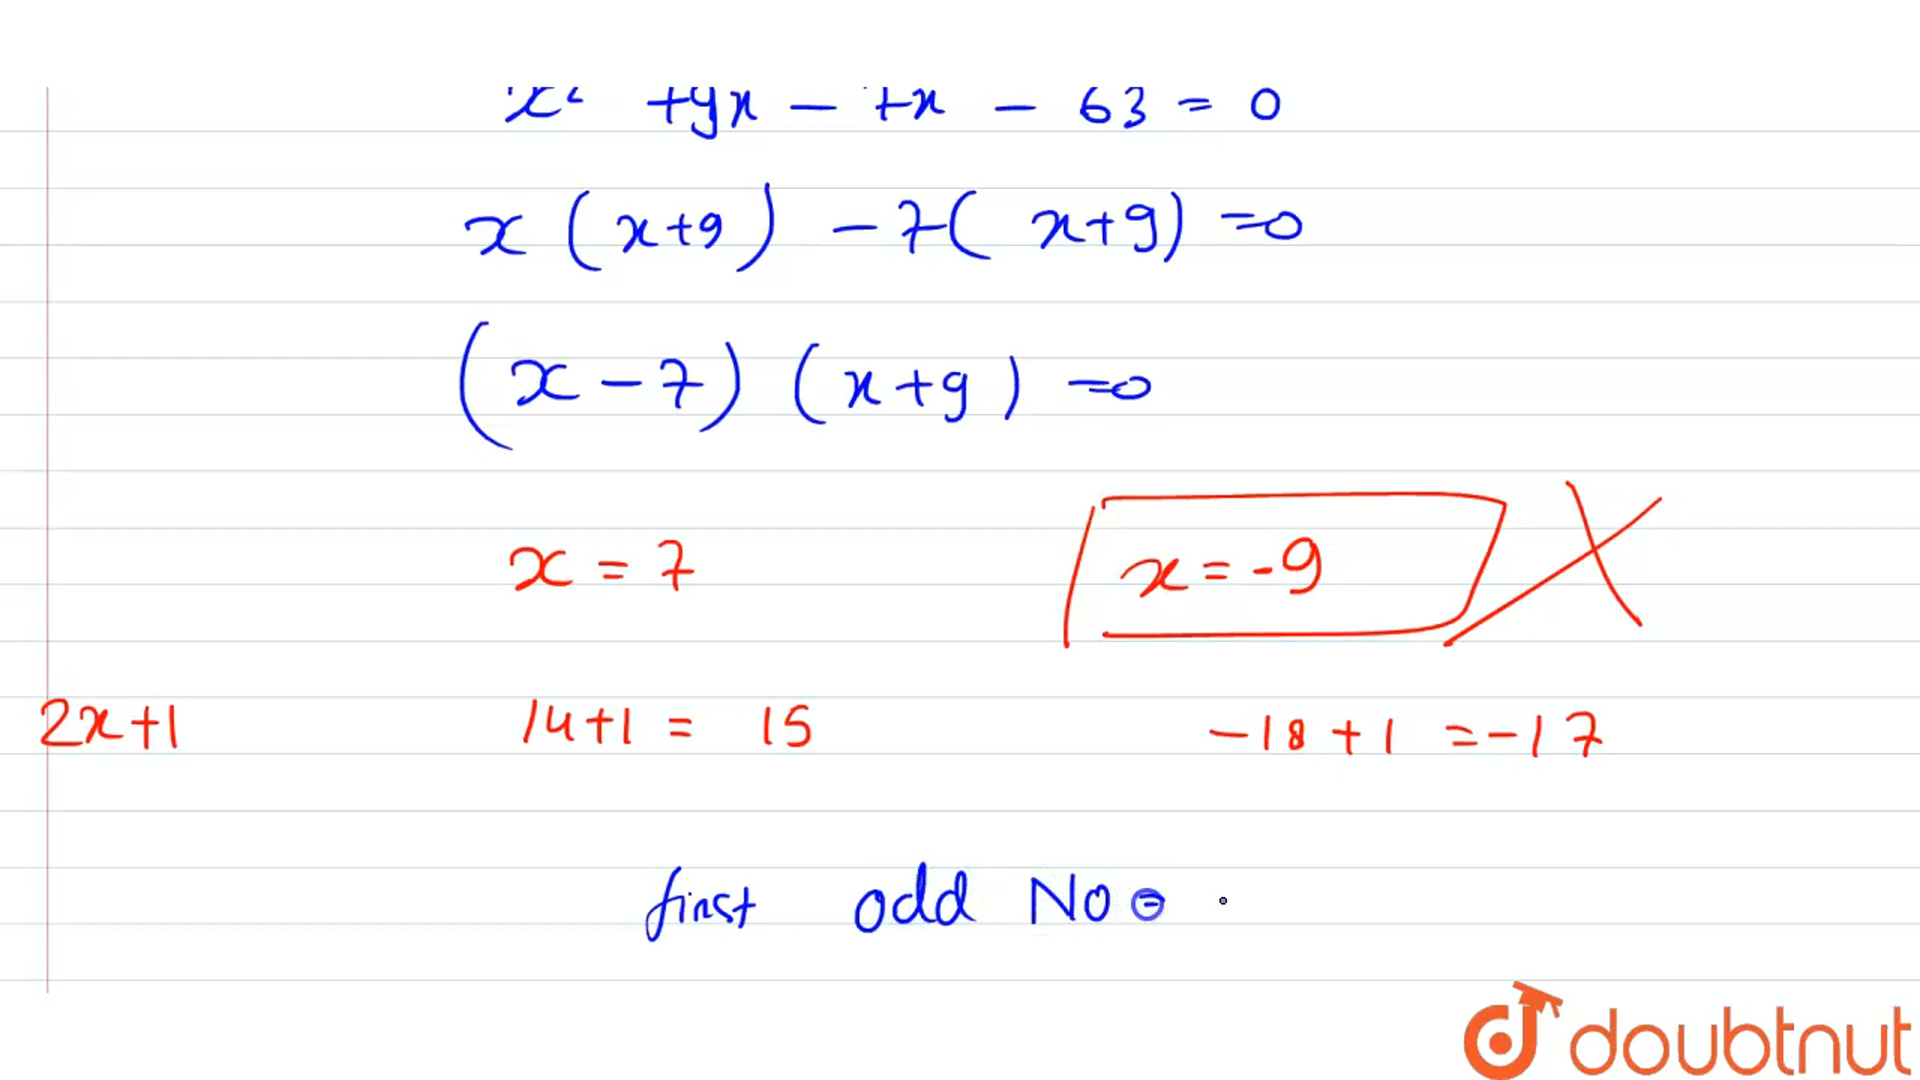 x² +9x - 7x - 63 = 0
x (x+9) - 7( x+9) =0
(x - 7) (x+9) =0
x = 7 x = -9
2x+1 14+1 = 15 -18+1 = -17
first odd No =
doubtnut